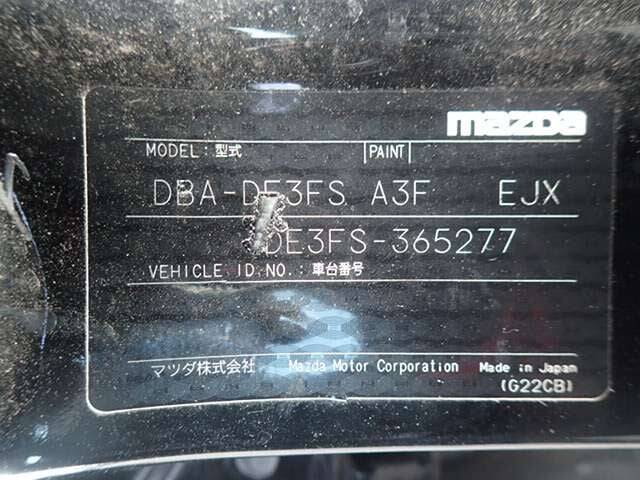 mazda
MODEL:型式 PAINT
DBA-DE3FS A3F EJX
DE3FS-365277
VEHICLE ID NO.:車台番号
マツダ株式会社 Mazda Motor Corporation Made in Japan
(G22CB)